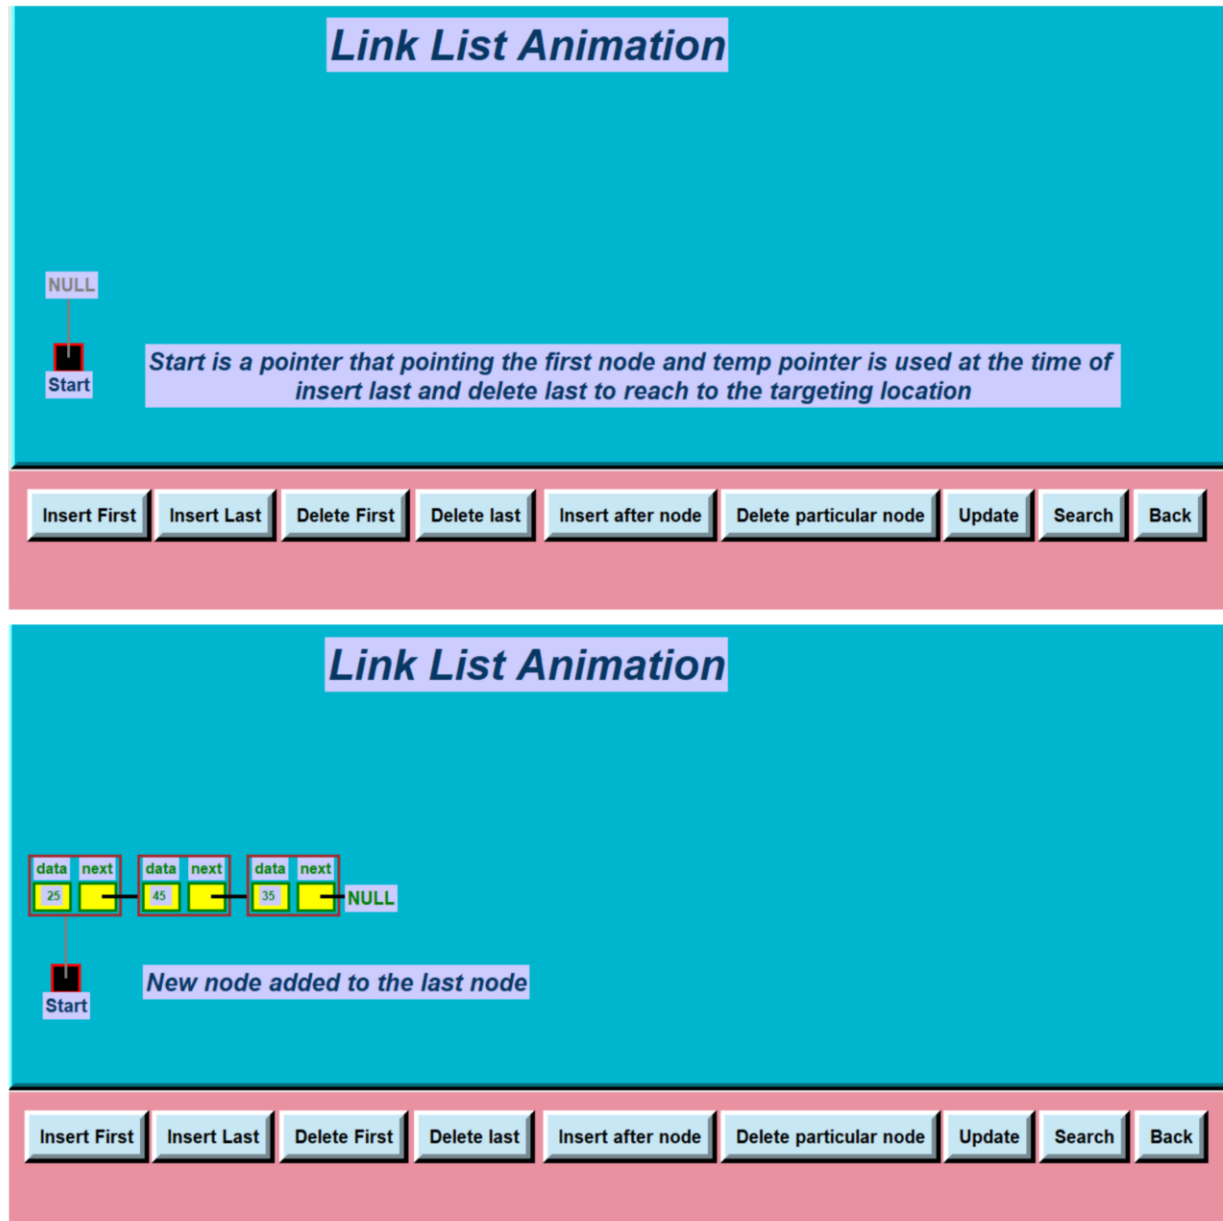 Link List Animation
NULL
Start
Start is a pointer that pointing the first node and temp pointer is used at the time of
insert last and delete last to reach to the targeting location
Insert First Insert Last Delete First Delete last Insert after node Delete particular node Update Search Back
Link List Animation
data next data next data next
25 45 35 NULL
Start
New node added to the last node
Insert First Insert Last Delete First Delete last Insert after node Delete particular node Update Search Back